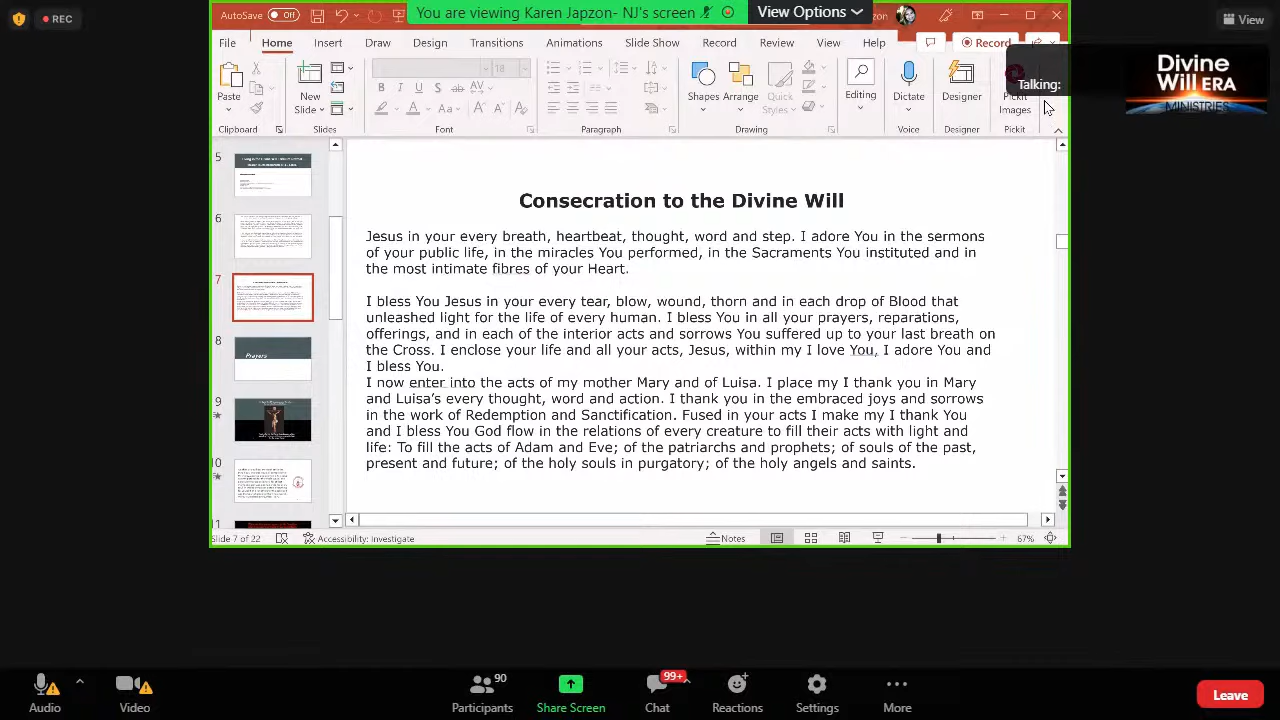 REC
AutoSave Off
You are viewing Karen Japzon- NJ's screen
View Options
zon
View
File Home Insert Draw Design Transitions Animations Slide Show Record Review View Help
Record
Talking:
Divine
Will ERA
MINISTRIES
18
Paste
New
Slide
Shapes Arrange Quick
Styles
Editing
Dictate
Designer
Pickit
Images
Clipboard Slides Font Paragraph Drawing Voice Designer Pickit
5
6
7
8
Prayers
9
10
11
Consecration to the Divine Will
Jesus in your every breath, heartbeat, thought, word and step. I adore You in the sermons
of your public life, in the miracles You performed, in the Sacraments You instituted and in
the most intimate fibres of your Heart.
I bless You Jesus in your every tear, blow, wound, thorn and in each drop of Blood that
unleashed light for the life of every human. I bless You in all your prayers, reparations,
offerings, and in each of the interior acts and sorrows You suffered up to your last breath on
the Cross. I enclose your life and all your acts, Jesus, within my I love You, I adore You and
I bless You.
I now enter into the acts of my mother Mary and of Luisa. I place my I thank you in Mary
and Luisa's every thought, word and action. I thank you in the embraced joys and sorrows
in the work of Redemption and Sanctification. Fused in your acts I make my I thank You
and I bless You God flow in the relations of every creature to fill their acts with light and
life: To fill the acts of Adam and Eve; of the patriarchs and prophets; of souls of the past,
present and future; of the holy souls in purgatory; of the holy angels and saints.
Slide 7 of 22
Accessibility: Investigate
Notes
67%
Audio
Video
90
Participants
Share Screen
99+
Chat
Reactions
Settings
More
Leave